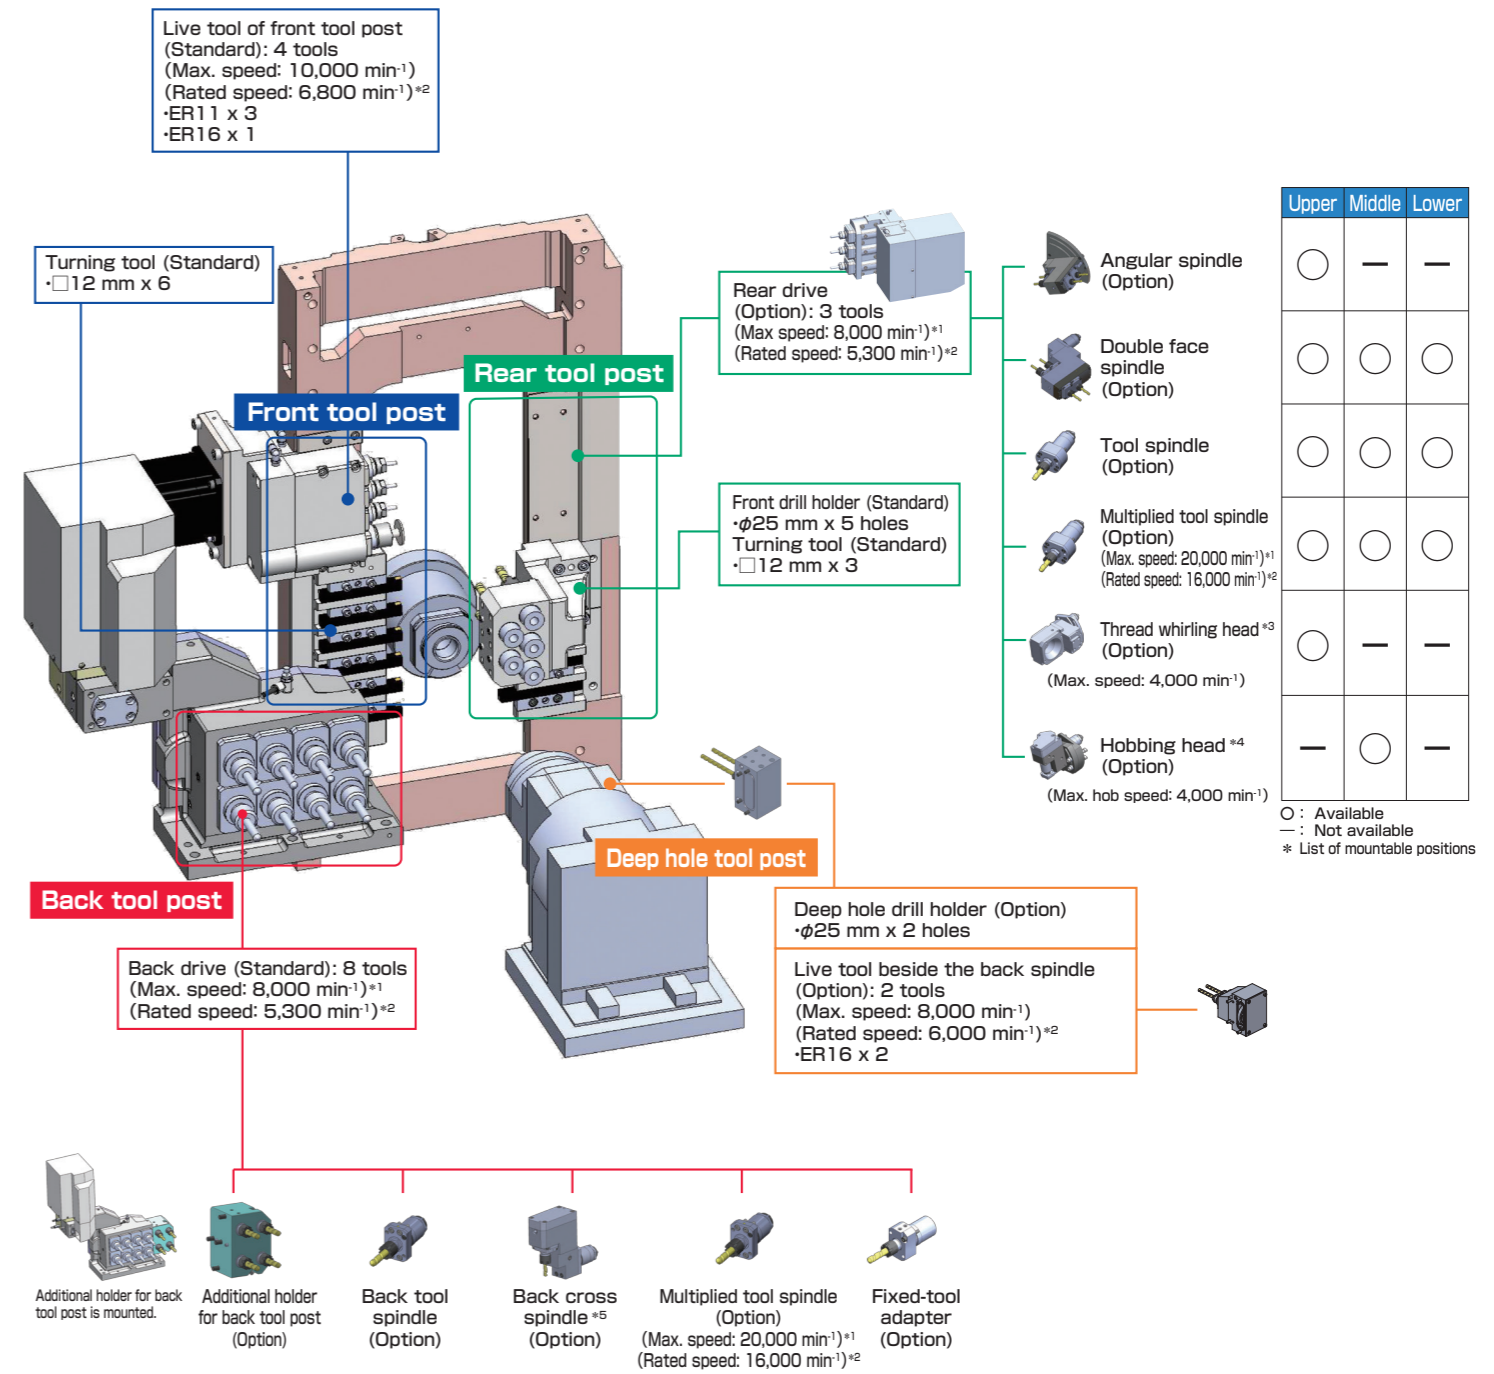 Live tool of front tool post
(Standard): 4 tools
(Max. speed: 10,000 min-1)
(Rated speed: 6,800 min-1)*2
・ER11 x 3
・ER16 x 1
Turning tool (Standard)
・□12 mm x 6
Front tool post
Rear tool post
Rear drive
(Option): 3 tools
(Max speed: 8,000 min-1)*1
(Rated speed: 5,300 min-1)*2
Front drill holder (Standard)
・φ25 mm x 5 holes
Turning tool (Standard)
・□12 mm x 3
Upper Middle Lower
Angular spindle
(Option)
○ — —
Double face
spindle
(Option)
○ ○ ○
Tool spindle
(Option)
○ ○ ○
Multiplied tool spindle
(Option)
(Max. speed: 20,000 min-1)*1
(Rated speed: 16,000 min-1)*2
○ ○ ○
Thread whirling head *3
(Option)
(Max. speed: 4,000 min-1)
○ — —
Hobbing head *4
(Option)
(Max. hob speed: 4,000 min-1)
— ○ —
○ : Available
— : Not available
* List of mountable positions
Deep hole tool post
Deep hole drill holder (Option)
・φ25 mm x 2 holes
Live tool beside the back spindle
(Option): 2 tools
(Max. speed: 8,000 min-1)
(Rated speed: 6,000 min-1)*2
・ER16 x 2
Back tool post
Back drive (Standard): 8 tools
(Max. speed: 8,000 min-1)*1
(Rated speed: 5,300 min-1)*2
Additional holder for back
tool post is mounted.
Additional holder
for back tool post
(Option)
Back tool
spindle
(Option)
Back cross
spindle *5
(Option)
Multiplied tool spindle
(Option)
(Max. speed: 20,000 min-1)*1
(Rated speed: 16,000 min-1)*2
Fixed-tool
adapter
(Option)